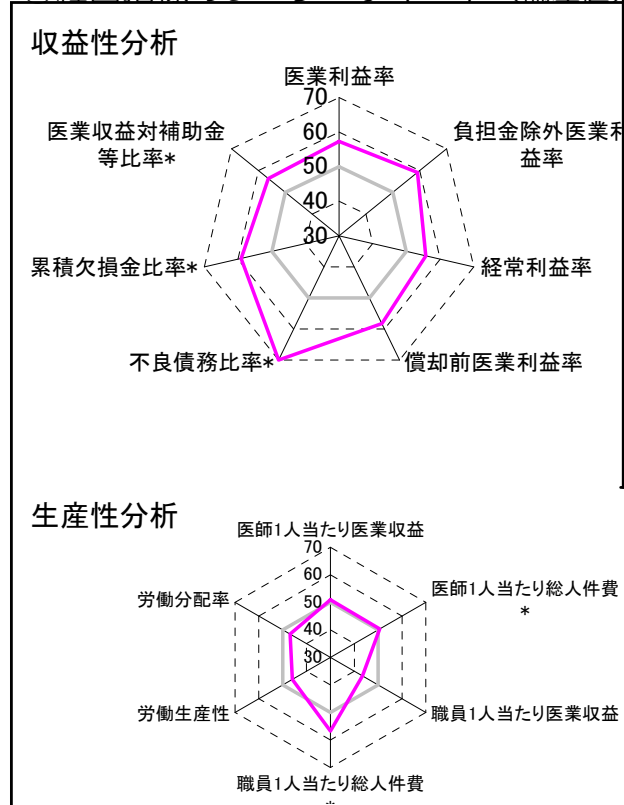 収益性分析
医業利益率
70
60
50
40
30
負担金除外医業利
益率
経常利益率
償却前医業利益率
不良債務比率*
累積欠損金比率*
医業収益対補助金
等比率*
生産性分析
医師1人当たり医業収益
70
60
50
40
30
医師1人当たり総人件費
*
職員1人当たり医業収益
職員1人当たり総人件費
*
労働生産性
労働分配率